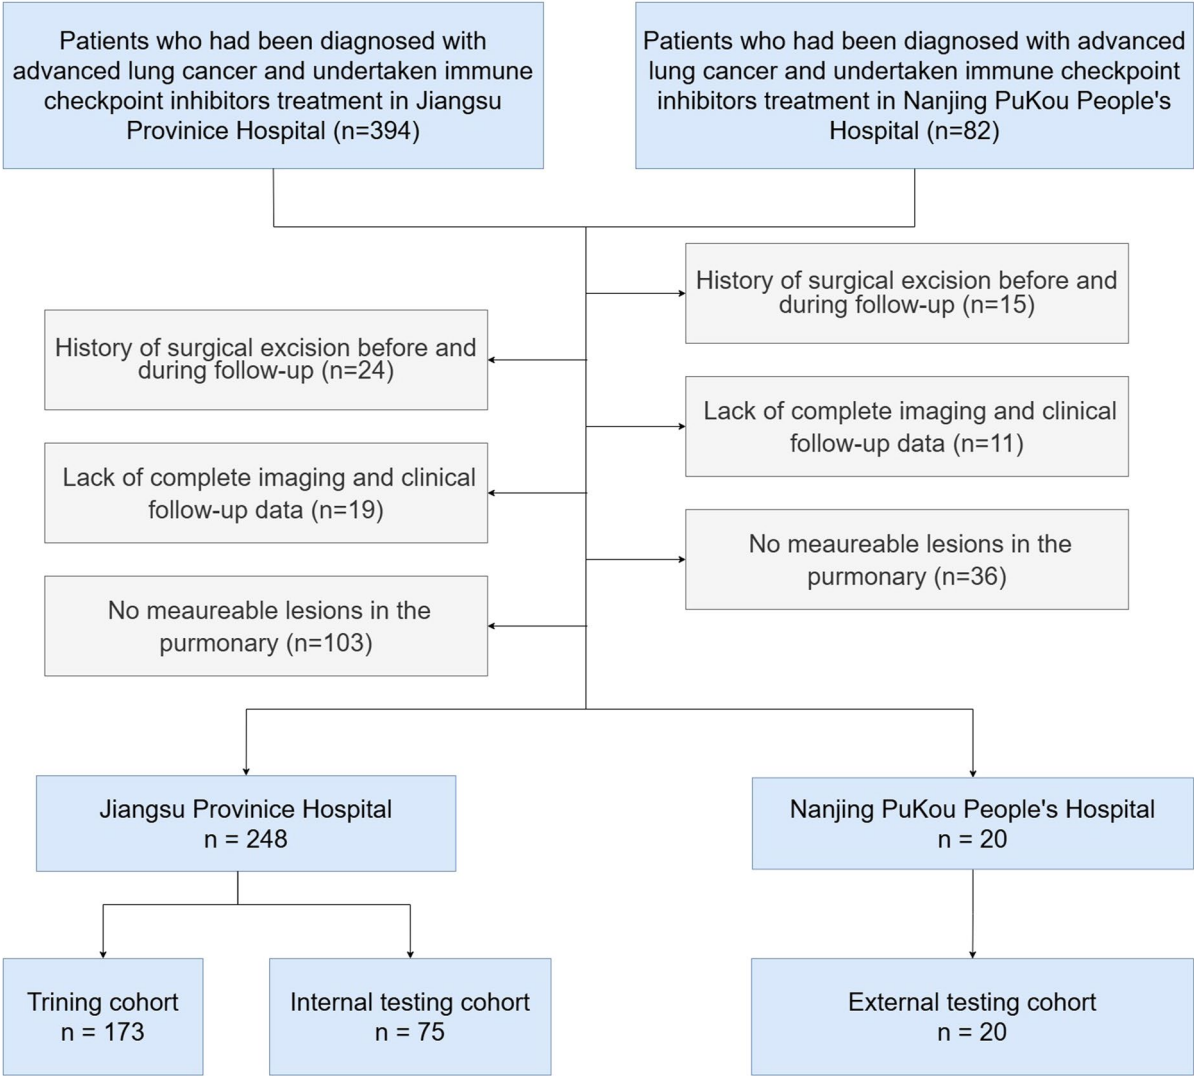 Patients who had been diagnosed with
advanced lung cancer and undertaken immune
checkpoint inhibitors treatment in Jiangsu
Provinice Hospital (n=394)
Patients who had been diagnosed with advanced
lung cancer and undertaken immune checkpoint
inhibitors treatment in Nanjing PuKou People's
Hospital (n=82)
History of surgical excision before and
during follow-up (n=15)
History of surgical excision before and
during follow-up (n=24)
Lack of complete imaging and clinical
follow-up data (n=11)
Lack of complete imaging and clinical
follow-up data (n=19)
No meaureable lesions in the
purmonary (n=36)
No meaureable lesions in the
purmonary (n=103)
Jiangsu Provinice Hospital
n = 248
Nanjing PuKou People's Hospital
n = 20
Trining cohort
n = 173
Internal testing cohort
n = 75
External testing cohort
n = 20